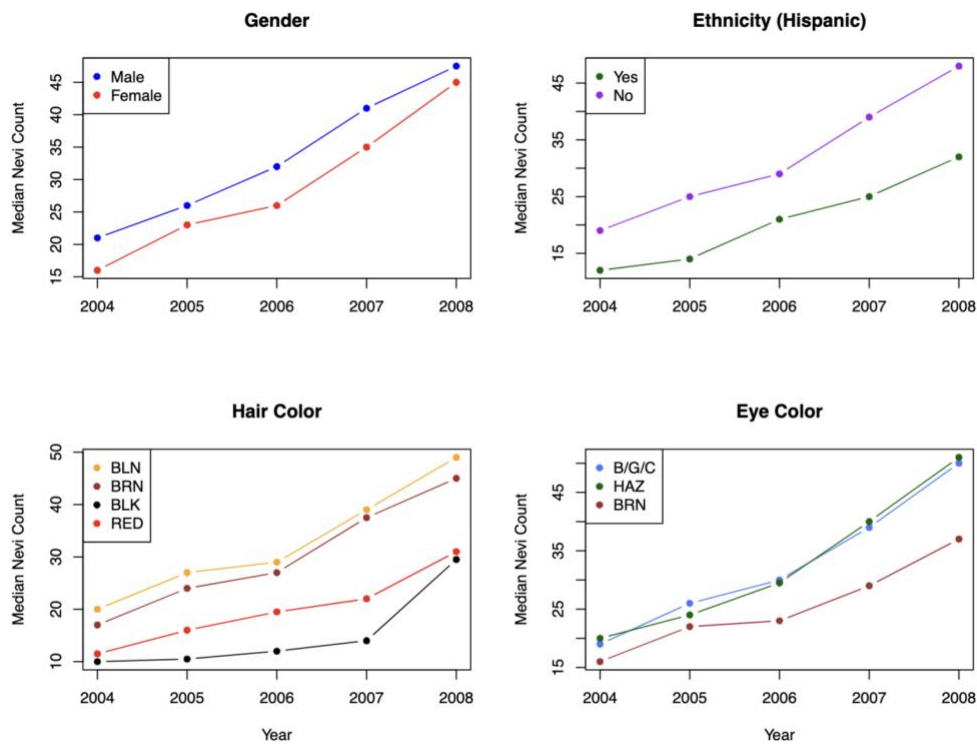 Gender
Median Nevi Count
45
40
35
30
25
20
15
Male
Female
2004 2005 2006 2007 2008
Ethnicity (Hispanic)
Median Nevi Count
45
35
25
15
Yes
No
2004 2005 2006 2007 2008
Hair Color
Median Nevi Count
50
40
30
20
10
BLN
BRN
BLK
RED
2004 2005 2006 2007 2008
Year
Eye Color
Median Nevi Count
45
35
25
15
B/G/C
HAZ
BRN
2004 2005 2006 2007 2008
Year